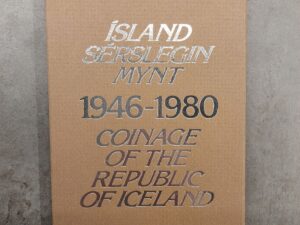 ÍSLAND
SÉRSLEGIN
MYNT
1946-1980
COINAGE
OF THE
REPUBLIC
OF ICELAND